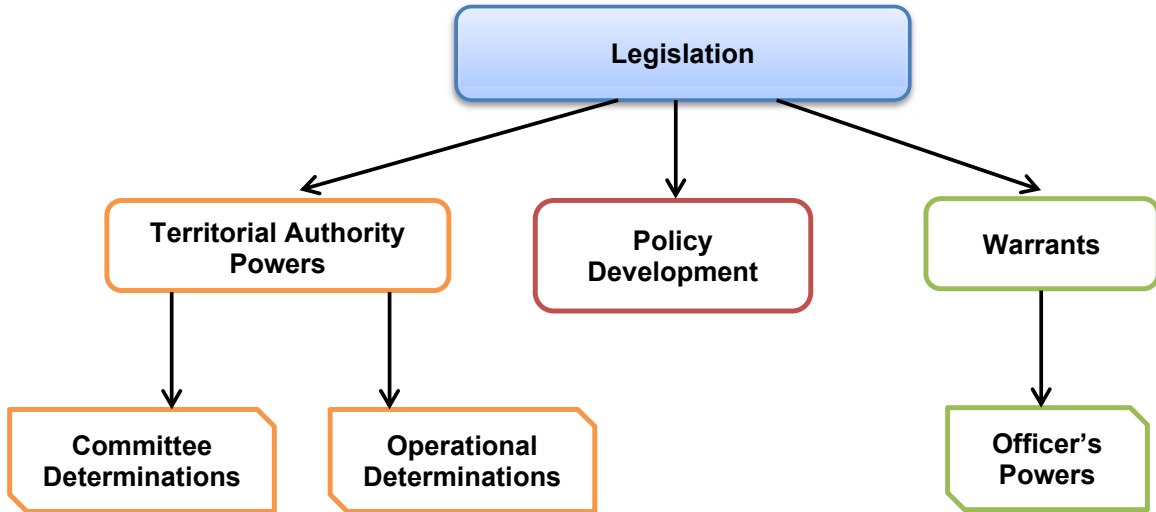 Legislation
Territorial Authority
Powers
Policy
Development
Warrants
Committee
Determinations
Operational
Determinations
Officer’s
Powers